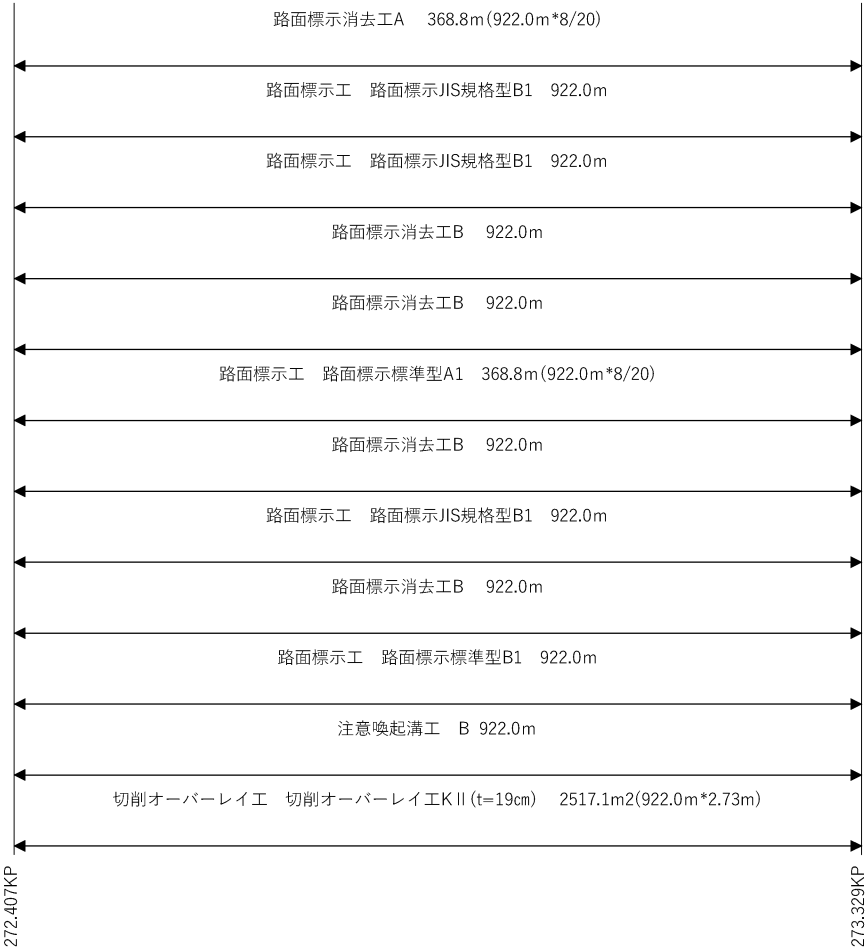 路面標示消去工A　368.8m(922.0m*8/20)
路面標示工　路面標示JIS規格型B1　922.0m
路面標示工　路面標示JIS規格型B1　922.0m
路面標示消去工B　922.0m
路面標示消去工B　922.0m
路面標示工　路面標示標準型A1　368.8m(922.0m*8/20)
路面標示消去工B　922.0m
路面標示工　路面標示JIS規格型B1　922.0m
路面標示消去工B　922.0m
路面標示工　路面標示標準型B1　922.0m
注意喚起溝工　B 922.0m
切削オーバーレイ工　切削オーバーレイ工KⅡ(t=19㎝)　2517.1m2(922.0m*2.73m)
272.407KP
273.329KP